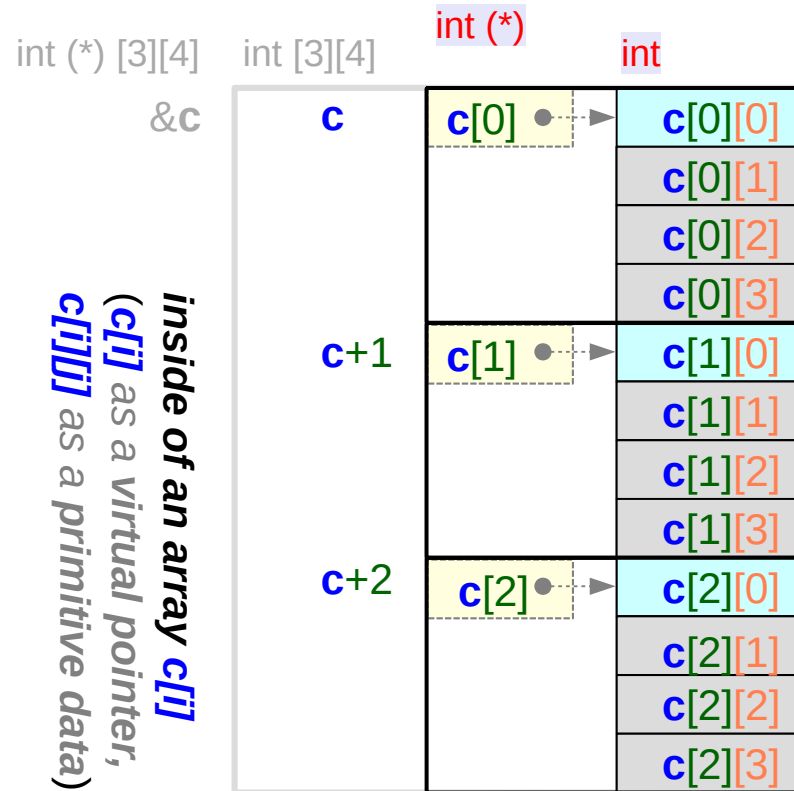 int (*) [3][4] int [3][4] int (*) int
&c c c[0] c[0][0]
c[0][1]
c[0][2]
c[0][3]
c+1 c[1] c[1][0]
c[1][1]
c[1][2]
c[1][3]
c+2 c[2] c[2][0]
c[2][1]
c[2][2]
c[2][3]
inside of an array c[i]
(c[i] as a virtual pointer,
c[i][j] as a primitive data)